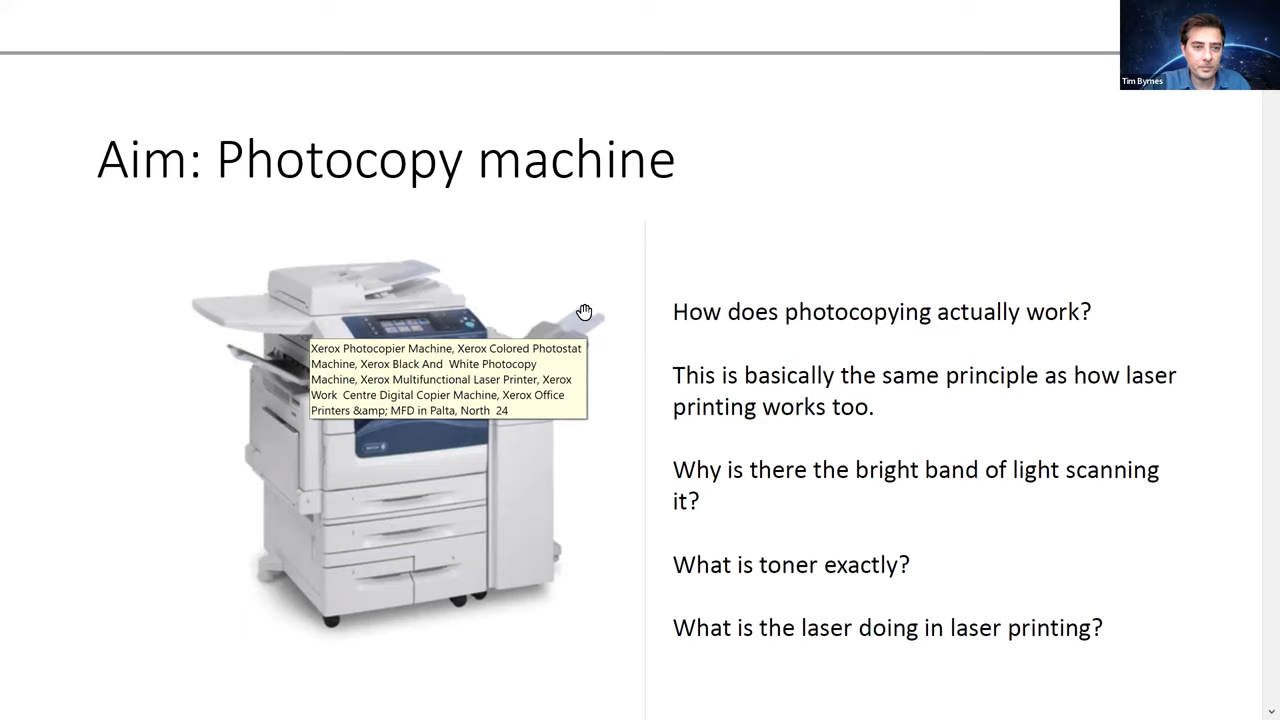 Tim Byrnes
Aim: Photocopy machine
How does photocopying actually work?
Xerox Photocopier Machine, Xerox Colored Photostat
Machine, Xerox Black And White Photocopy
Machine, Xerox Multifunctional Laser Printer, Xerox
Work Centre Digital Copier Machine, Xerox Office
Printers &amp; MFD in Palta, North 24
This is basically the same principle as how laser
printing works too.
Why is there the bright band of light scanning
it?
What is toner exactly?
What is the laser doing in laser printing?